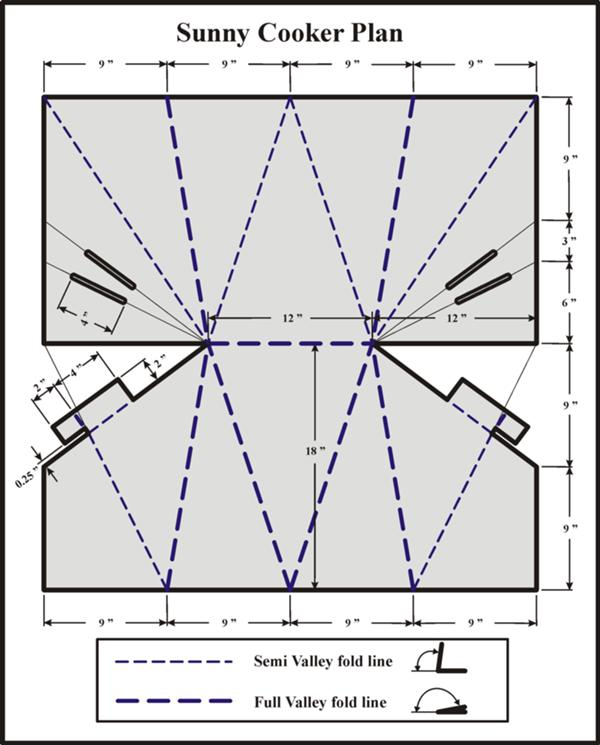 Sunny Cooker Plan
9 ” 9 ” 9 ” 9 ”
9 ”
3 ”
6 ”
4 ”
12 ” 12 ”
2 ” 4 ” 2 ”
9 ”
18 ”
0.25 ”
9 ”
9 ” 9 ” 9 ” 9 ”
Semi Valley fold line
Full Valley fold line